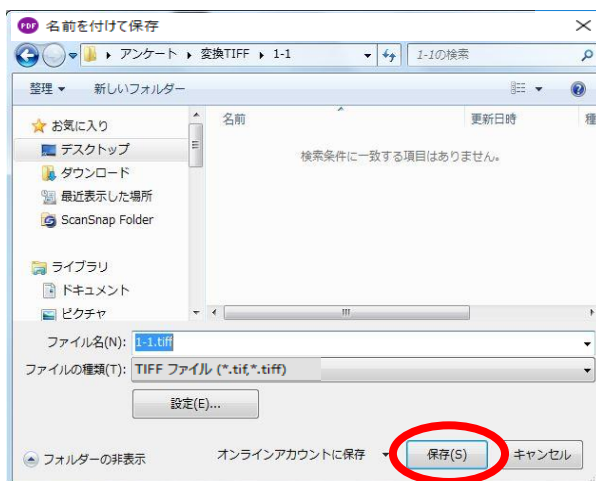 PDF 名前を付けて保存
アンケート ▸ 変換TIFF ▸ 1-1
1-1の検索
整理 ▼ 新しいフォルダー
お気に入り
デスクトップ
ダウンロード
最近表示した場所
ScanSnap Folder
ライブラリ
ドキュメント
ピクチャ
名前 更新日時 種
検索条件に一致する項目はありません。
ファイル名(N): 1-1.tiff
ファイルの種類(T): TIFF ファイル (*.tif,*.tiff)
設定(E)...
フォルダーの非表示 オンラインアカウントに保存 ▼ 保存(S) キャンセル